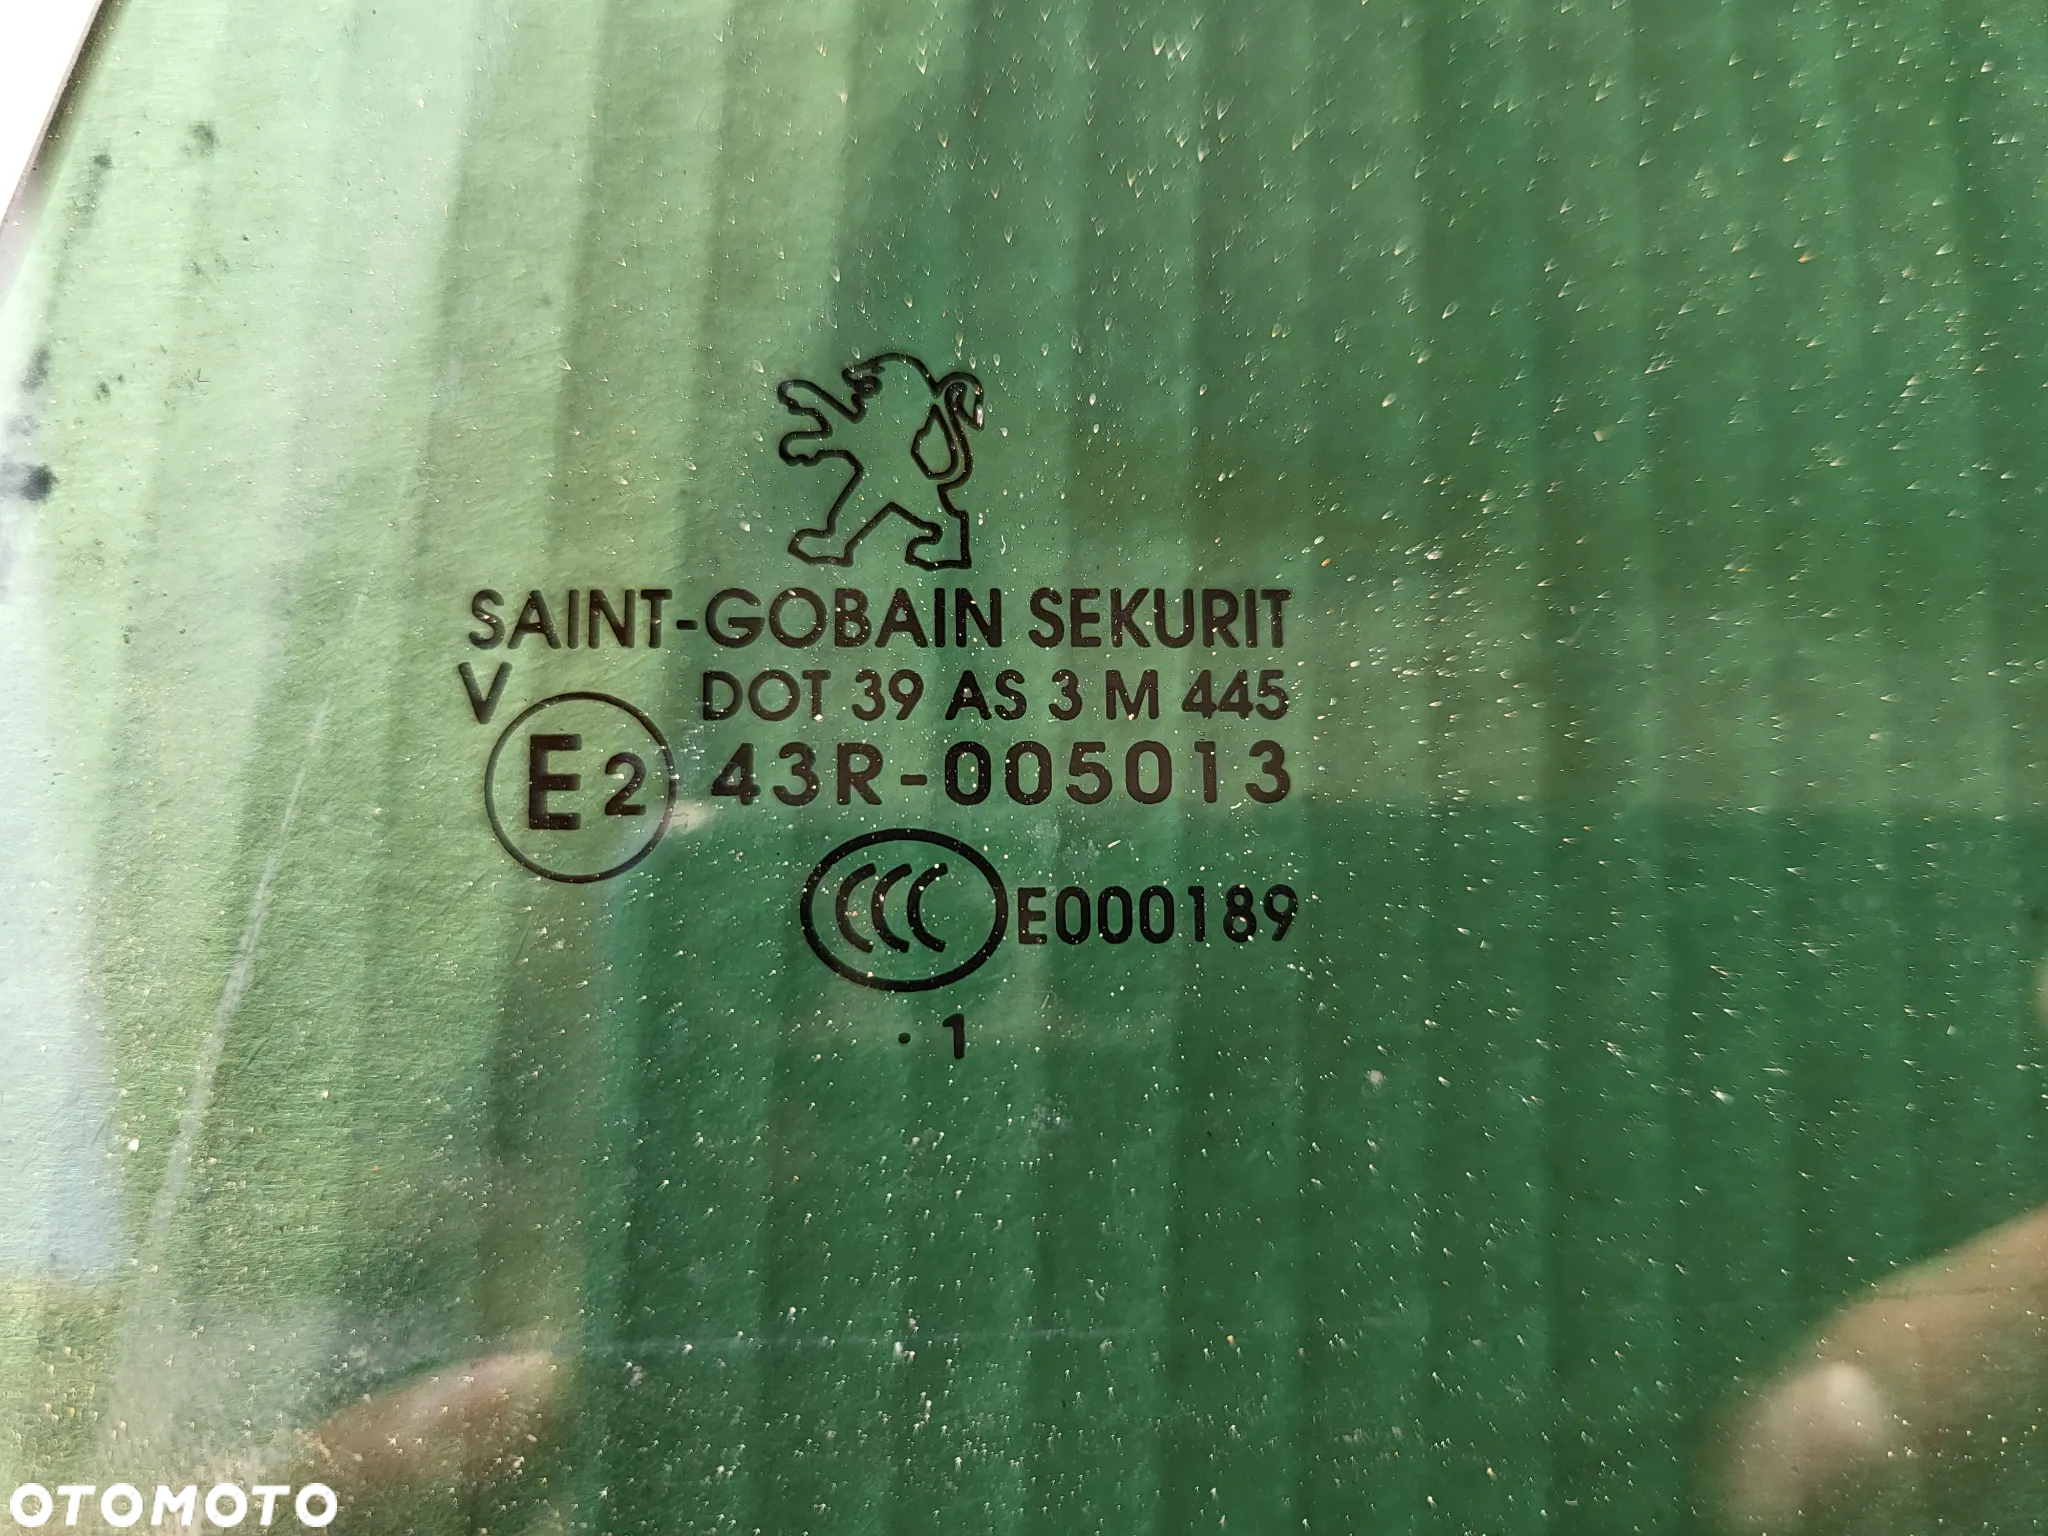 SAINT-GOBAIN SEKURIT
V DOT 39 AS 3 M 445
E2 43R-005013
CCC E000189
. 1
OTOMOTO